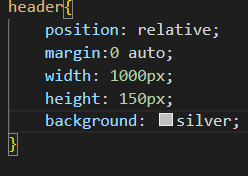 header{
position: relative;
margin:0 auto;
width: 1000px;
height: 150px;
background: silver;
}